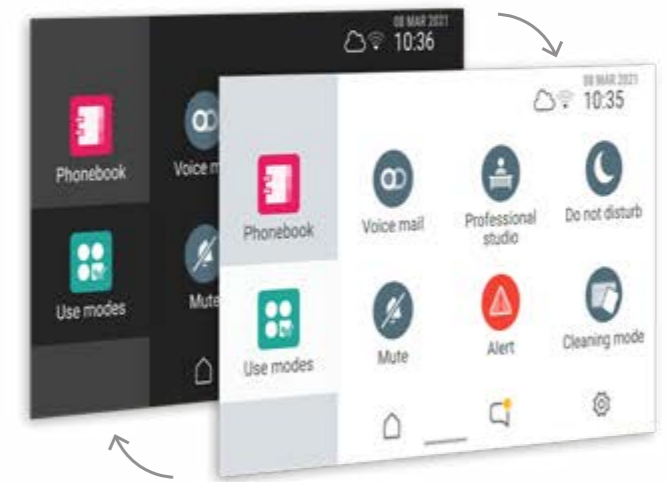 08 MAR 2021
10:36
Phonebook
Voice m
Use modes
Mute
08 MAR 2021
10:35
Phonebook
Voice mail
Professional
studio
Do not disturb
Use modes
Mute
Alert
Cleaning mode